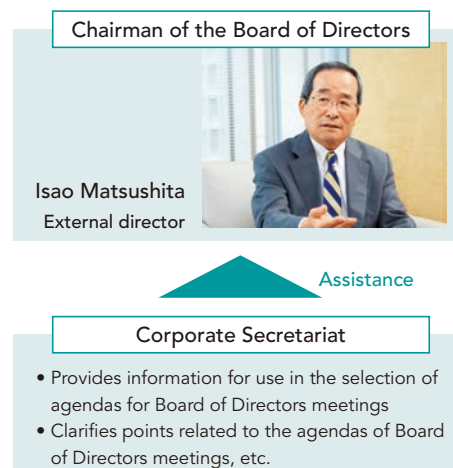 Chairman of the Board of Directors
Isao Matsushita
External director
Assistance
Corporate Secretariat
• Provides information for use in the selection of
agendas for Board of Directors meetings
• Clarifies points related to the agendas of Board
of Directors meetings, etc.